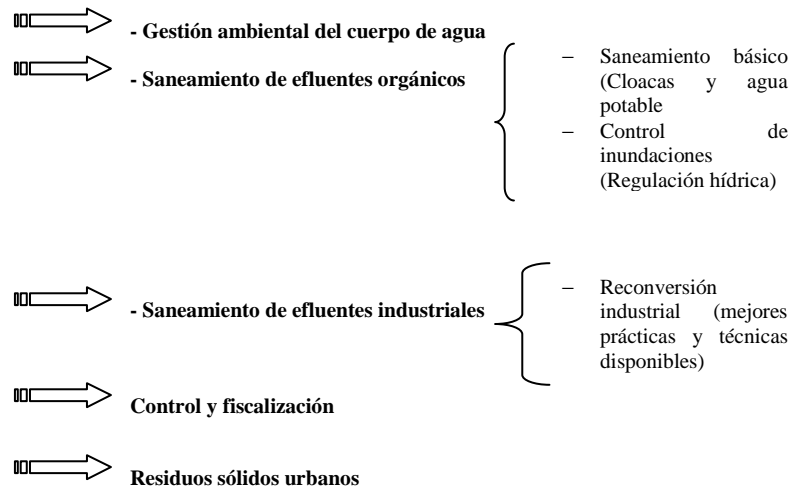 - Gestión ambiental del cuerpo de agua
- Saneamiento de efluentes orgánicos
– Saneamiento básico
(Cloacas y agua
potable
– Control de
inundaciones
(Regulación hídrica)
- Saneamiento de efluentes industriales
– Reconversión
industrial (mejores
prácticas y técnicas
disponibles)
Control y fiscalización
Residuos sólidos urbanos